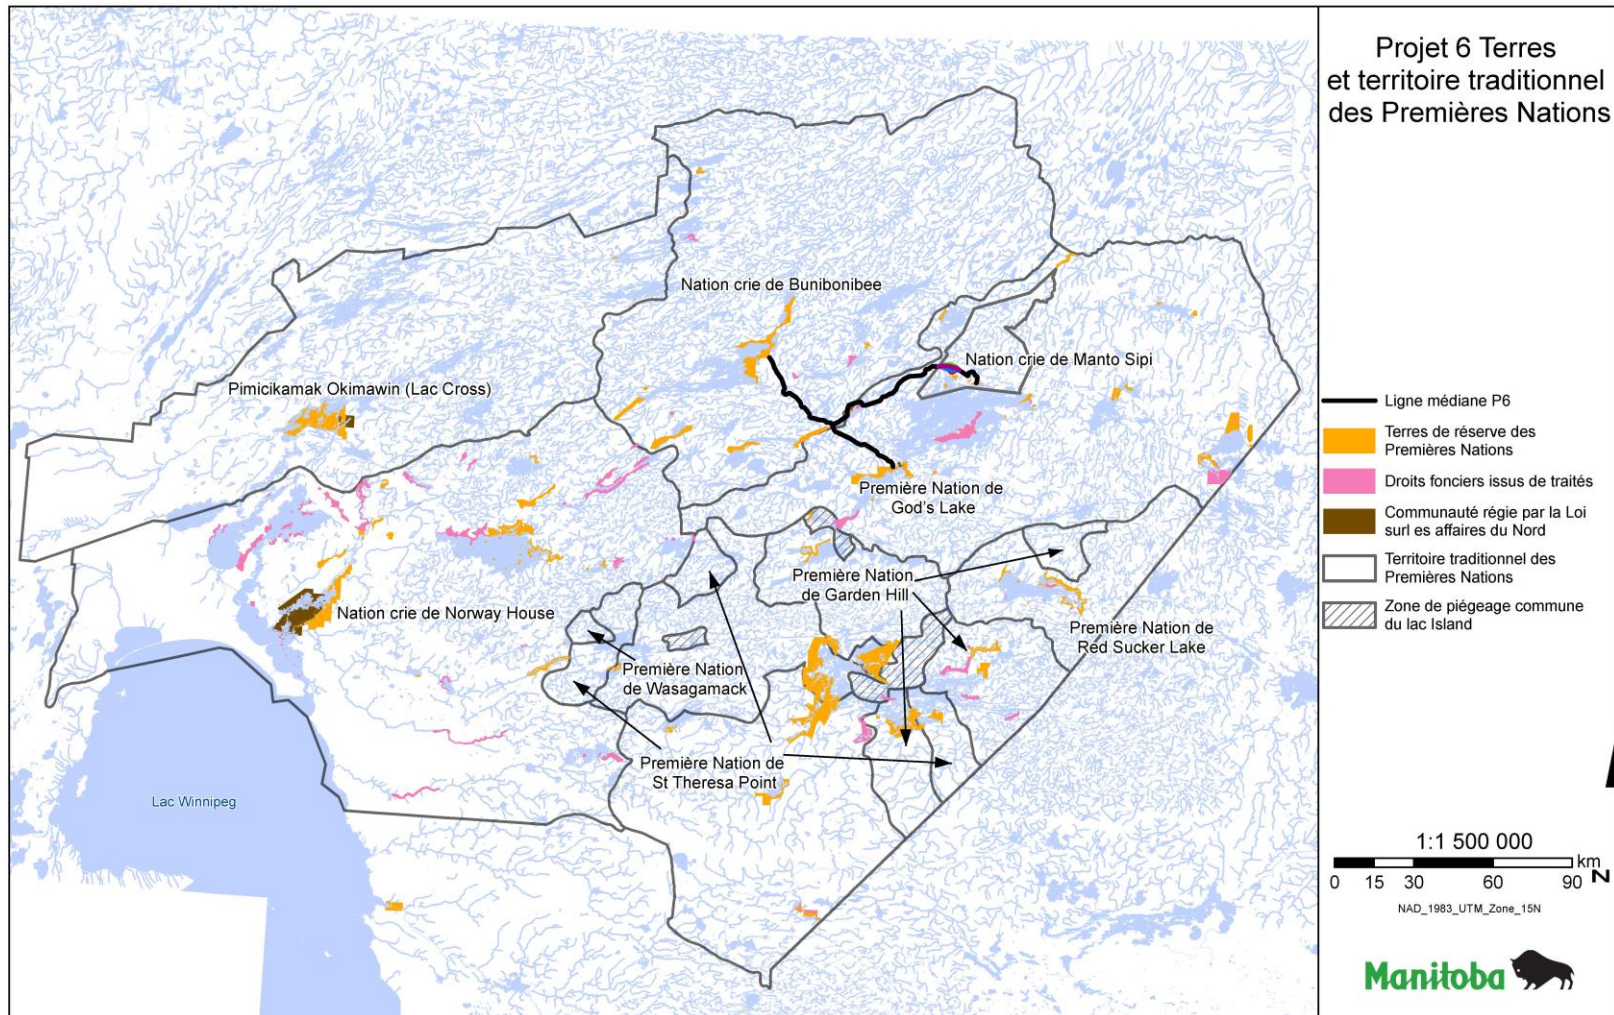 Projet 6 Terres
et territoire traditionnel
des Premières Nations
Nation crie de Bunibonibee
Nation crie de Manto Sipi
Pimicikamak Okimawin (Lac Cross)
Première Nation de
God's Lake
Première Nation
de Garden Hill
Nation crie de Norway House
Première Nation de
Red Sucker Lake
Première Nation
de Wasagamack
Première Nation de
St Theresa Point
Lac Winnipeg
Ligne médiane P6
Terres de réserve des
Premières Nations
Droits fonciers issus de traités
Communauté régie par la Loi
surl es affaires du Nord
Territoire traditionnel des
Premières Nations
Zone de piégeage commune
du lac Island
1:1 500 000
km
0 15 30 60 90
Z
NAD_1983_UTM_Zone_15N
Manitoba